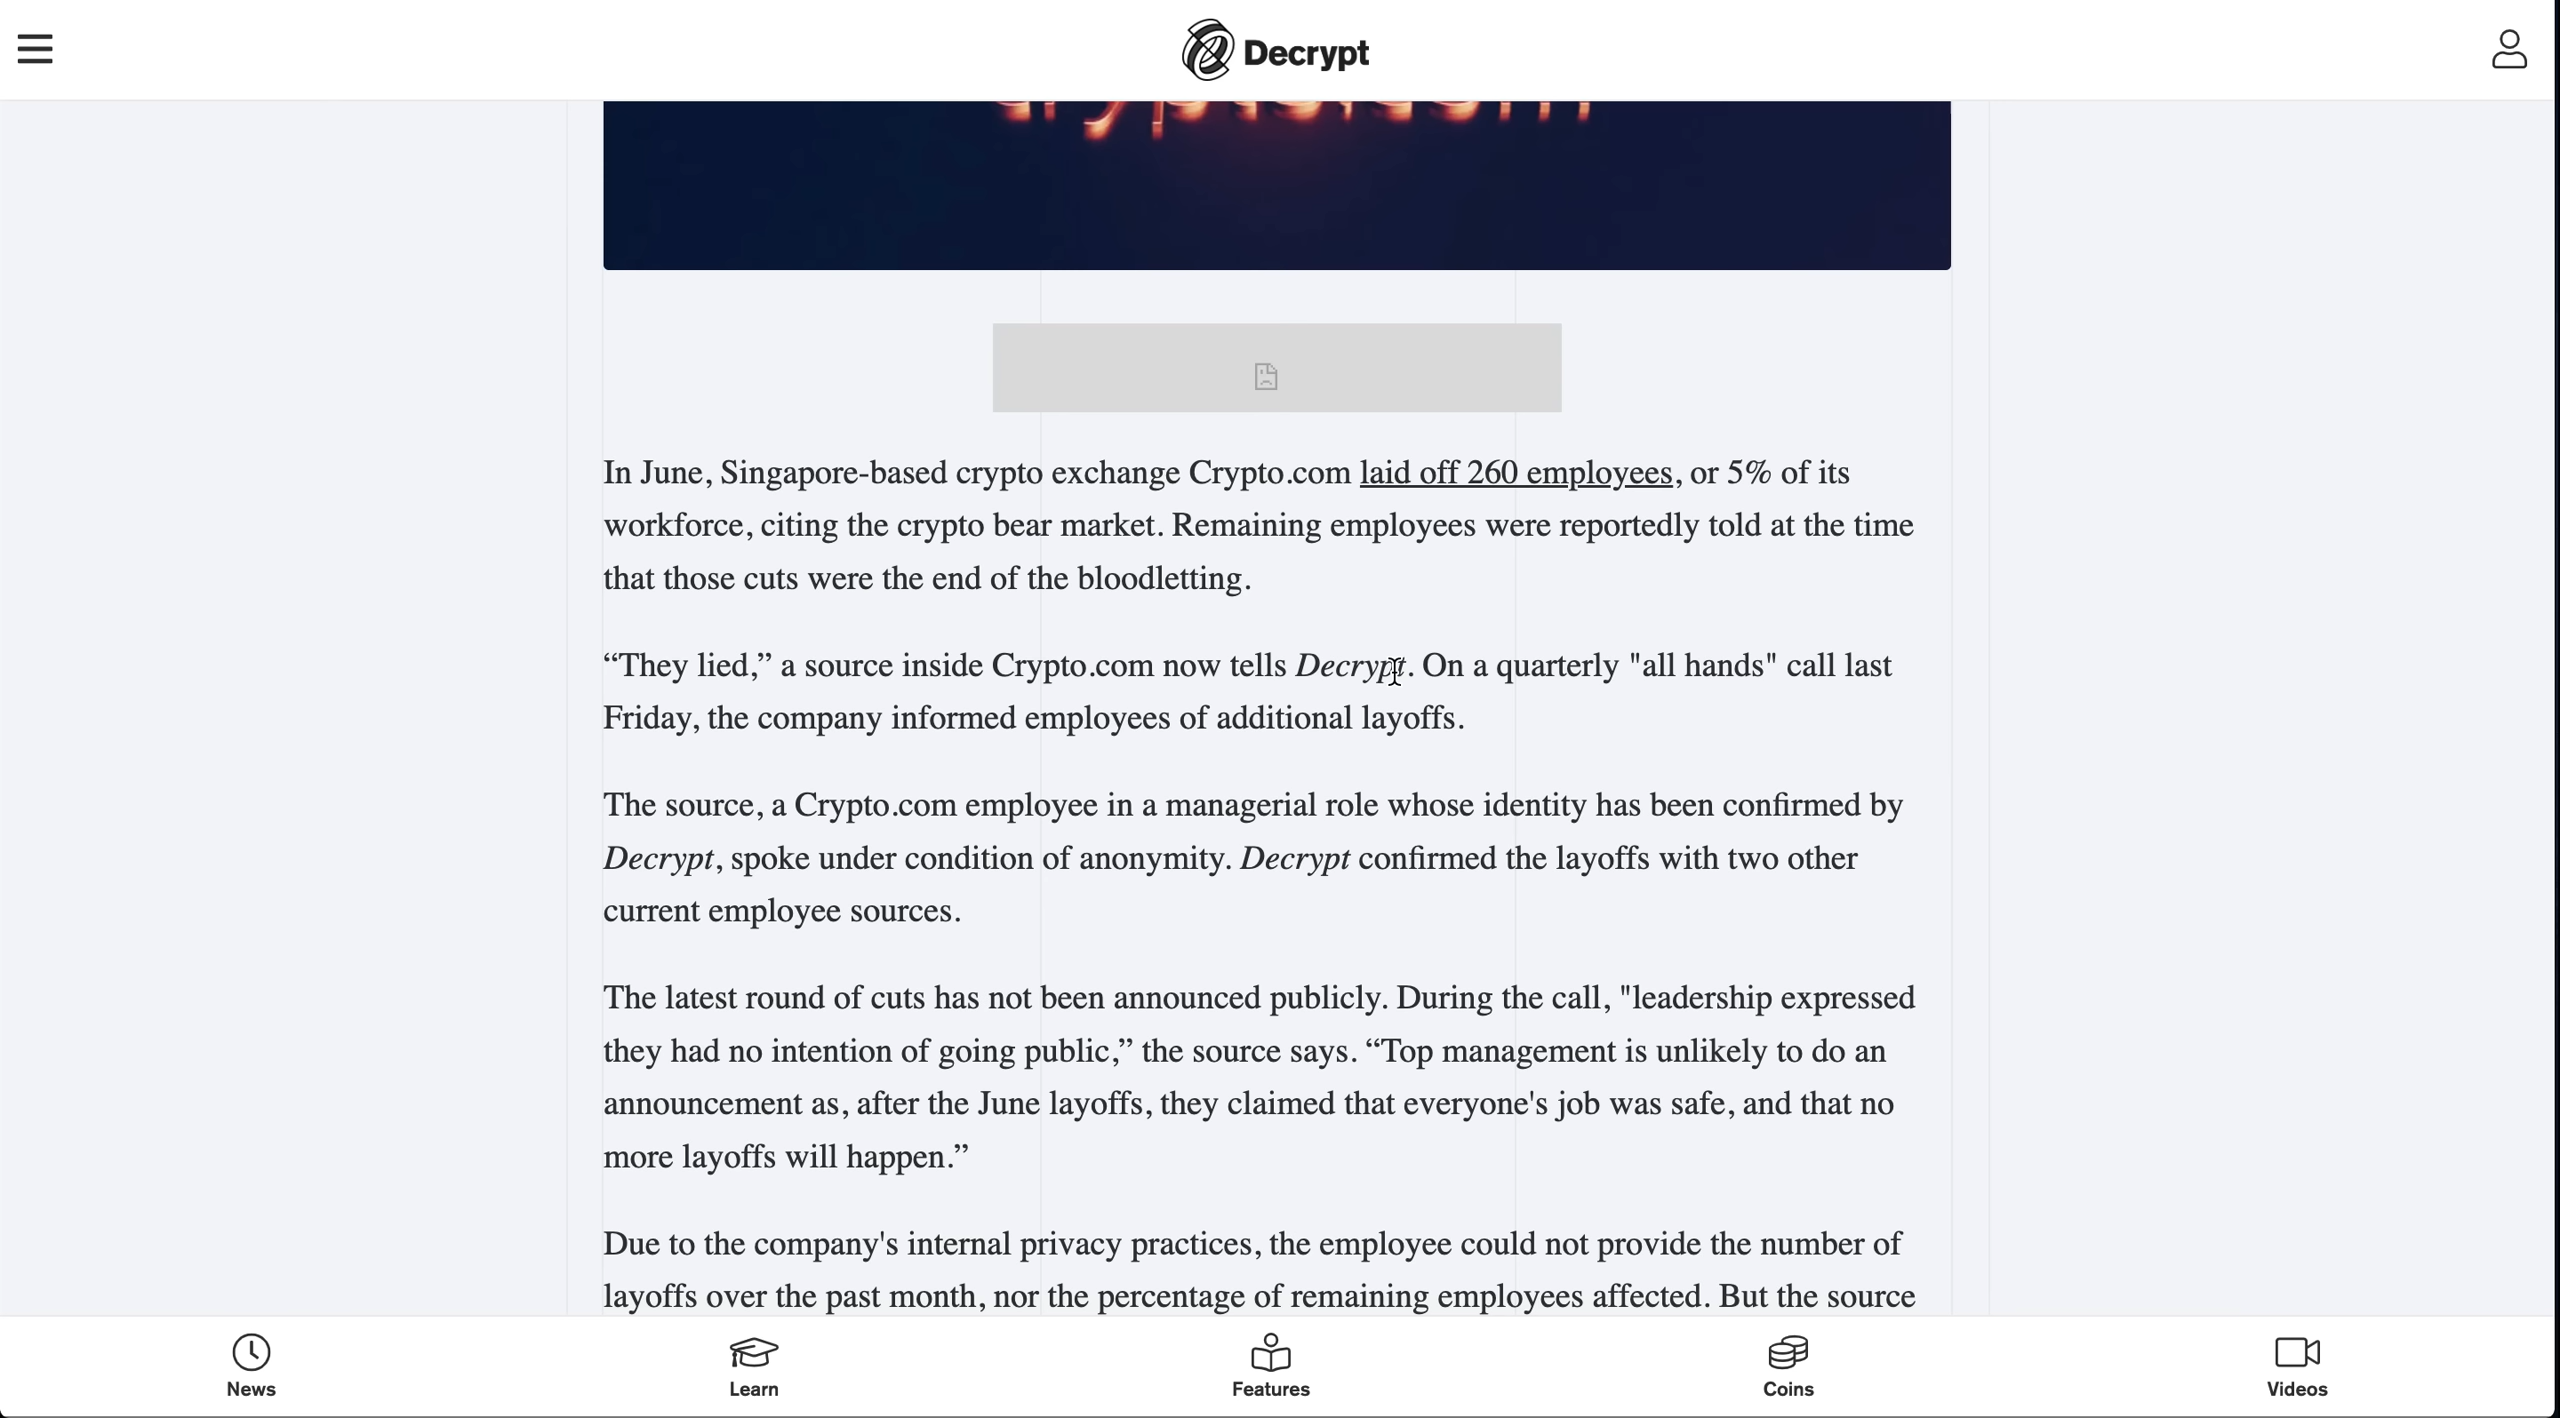 Decrypt
In June, Singapore-based crypto exchange Crypto.com laid off 260 employees, or 5% of its
workforce, citing the crypto bear market. Remaining employees were reportedly told at the time
that those cuts were the end of the bloodletting.
“They lied,” a source inside Crypto.com now tells Decrypt. On a quarterly "all hands" call last
Friday, the company informed employees of additional layoffs.
The source, a Crypto.com employee in a managerial role whose identity has been confirmed by
Decrypt, spoke under condition of anonymity. Decrypt confirmed the layoffs with two other
current employee sources.
The latest round of cuts has not been announced publicly. During the call, "leadership expressed
they had no intention of going public,” the source says. “Top management is unlikely to do an
announcement as, after the June layoffs, they claimed that everyone's job was safe, and that no
more layoffs will happen.”
Due to the company's internal privacy practices, the employee could not provide the number of
layoffs over the past month, nor the percentage of remaining employees affected. But the source
News
Learn
Features
Coins
Videos